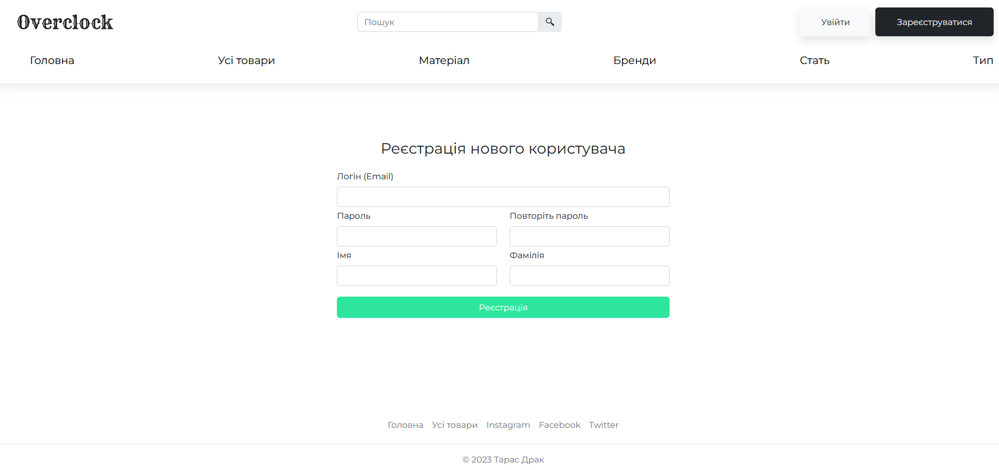 Overclock
Пошук
Увійти
Зареєструватися
Головна Усі товари Матеріал Бренди Стать Тип
Реєстрація нового користувача
Логін (Email)
Пароль Повторіть пароль
Імя Фамілія
Реєстрація
Головна Усі товари Instagram Facebook Twitter
© 2023 Тарас Драк